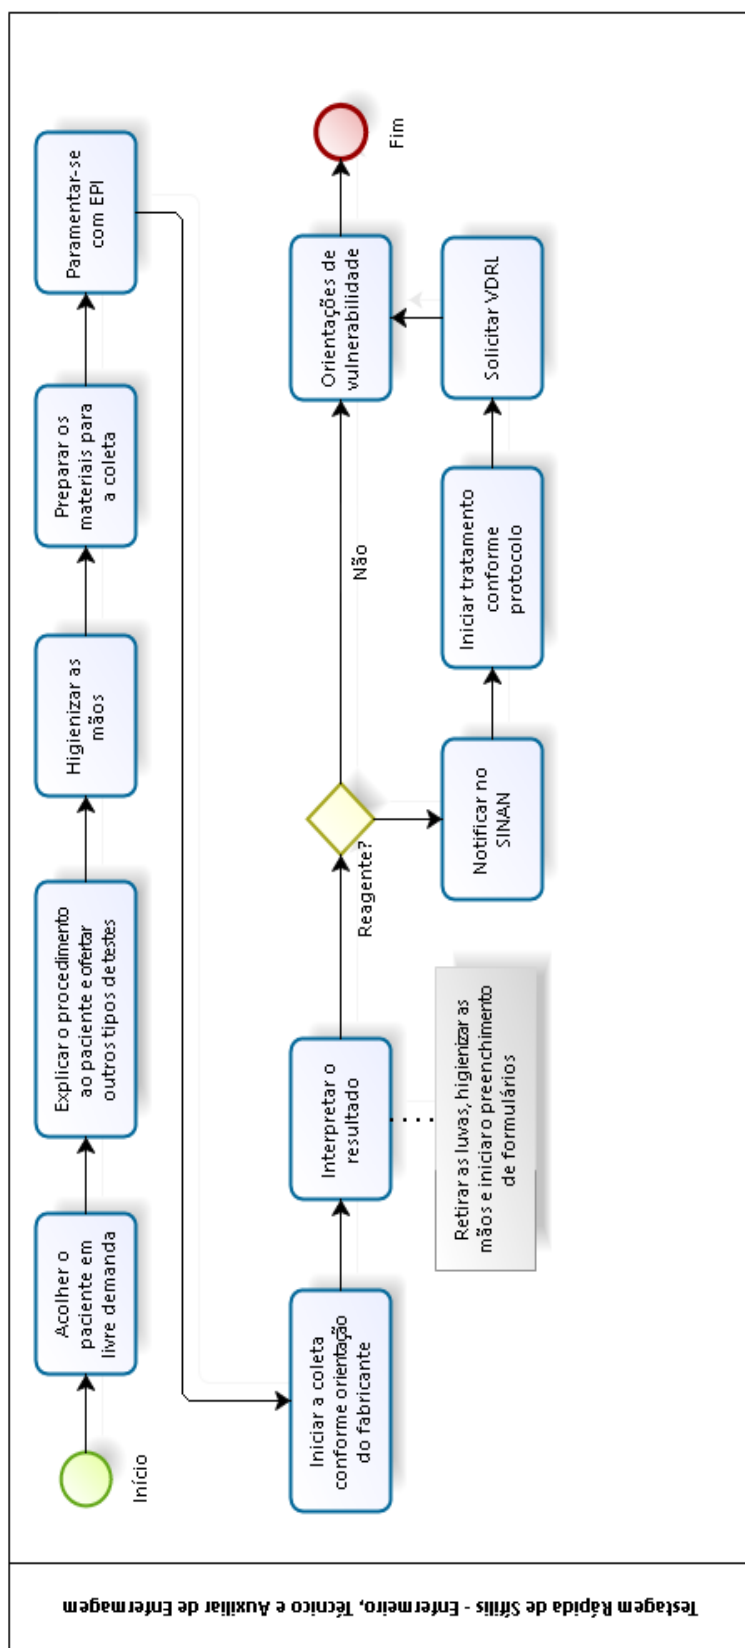 Testagem Rápida de Sífilis - Enfermeiro, Técnico e Auxiliar de Enfermagem
Início
Acolher o
paciente em
livre demanda
Explicar o procedimento
ao paciente e ofertar
outros tipos de testes
Higienizar as
mãos
Preparar os
materiais para
a coleta
Paramentar-se
com EPI
Iniciar a coleta
conforme orientação
do fabricante
Interpretar o
resultado
Retirar as luvas, higienizar as
mãos e iniciar o preenchimento
de formulários
Reagente?
Não
Notificar no
SINAN
Iniciar tratamento
conforme
protocolo
Solicitar VDRL
Orientações de
vulnerabilidade
Fim